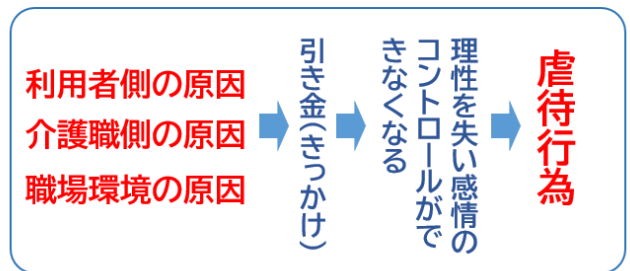 利用者側の原因
介護職側の原因
職場環境の原因
引き金(きっかけ)
理性を失い感情の
コントロールがで
きなくなる
虐待行為